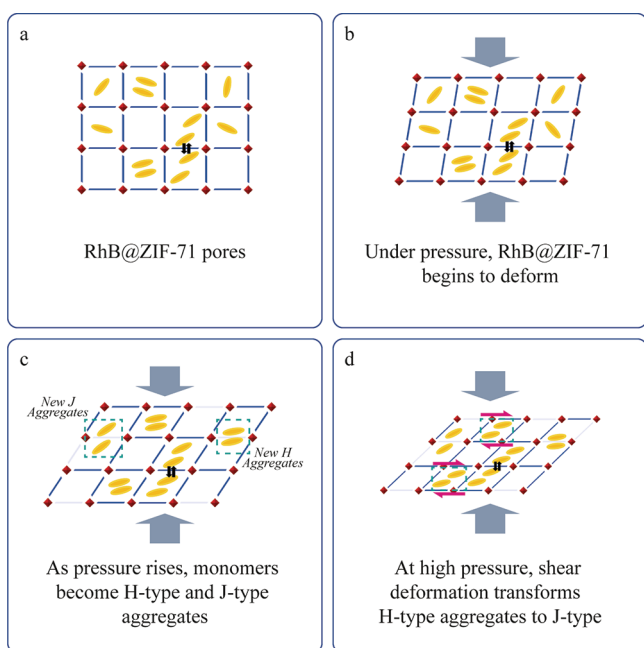 a
RhB@ZIF-71 pores
b
Under pressure, RhB@ZIF-71
begins to deform
c
New J
Aggregates
New H
Aggregates
As pressure rises, monomers
become H-type and J-type
aggregates
d
At high pressure, shear
deformation transforms
H-type aggregates to J-type